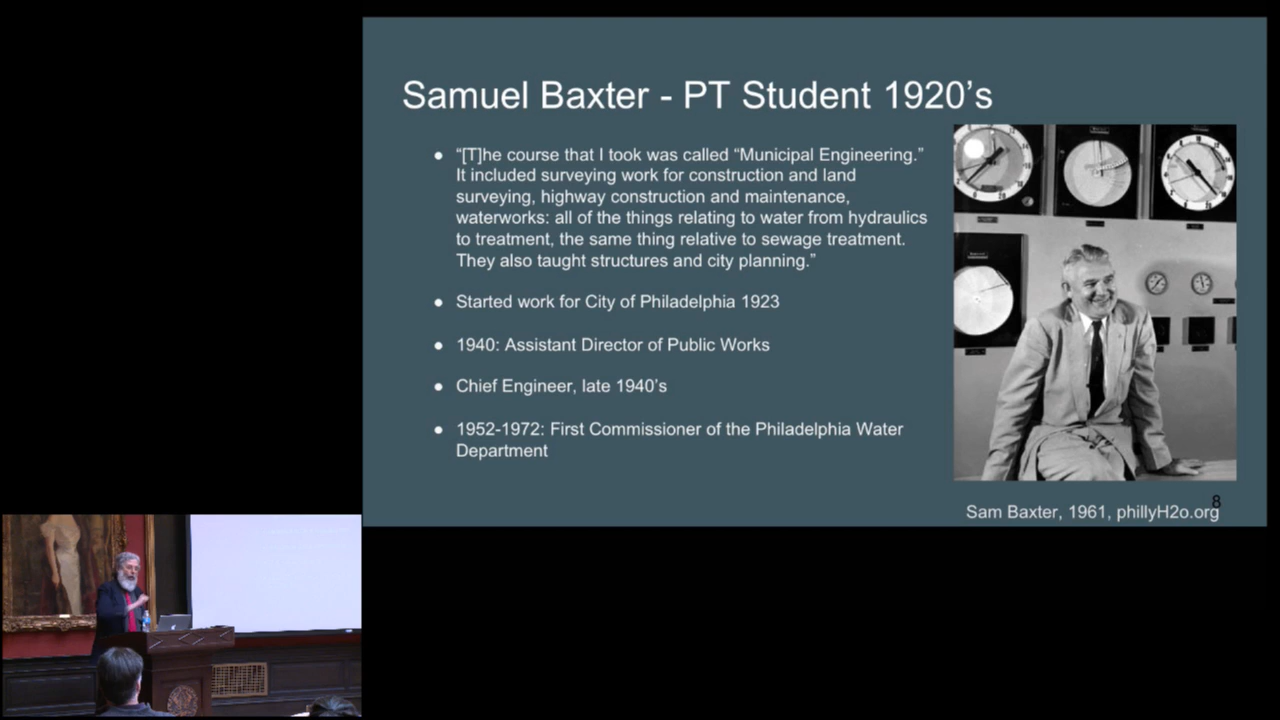 Samuel Baxter - PT Student 1920’s
● “[T]he course that I took was called “Municipal Engineering.”
It included surveying work for construction and land
surveying, highway construction and maintenance,
waterworks: all of the things relating to water from hydraulics
to treatment, the same thing relative to sewage treatment.
They also taught structures and city planning.”
● Started work for City of Philadelphia 1923
● 1940: Assistant Director of Public Works
● Chief Engineer, late 1940’s
● 1952-1972: First Commissioner of the Philadelphia Water
Department
8
Sam Baxter, 1961, phillyH2o.org